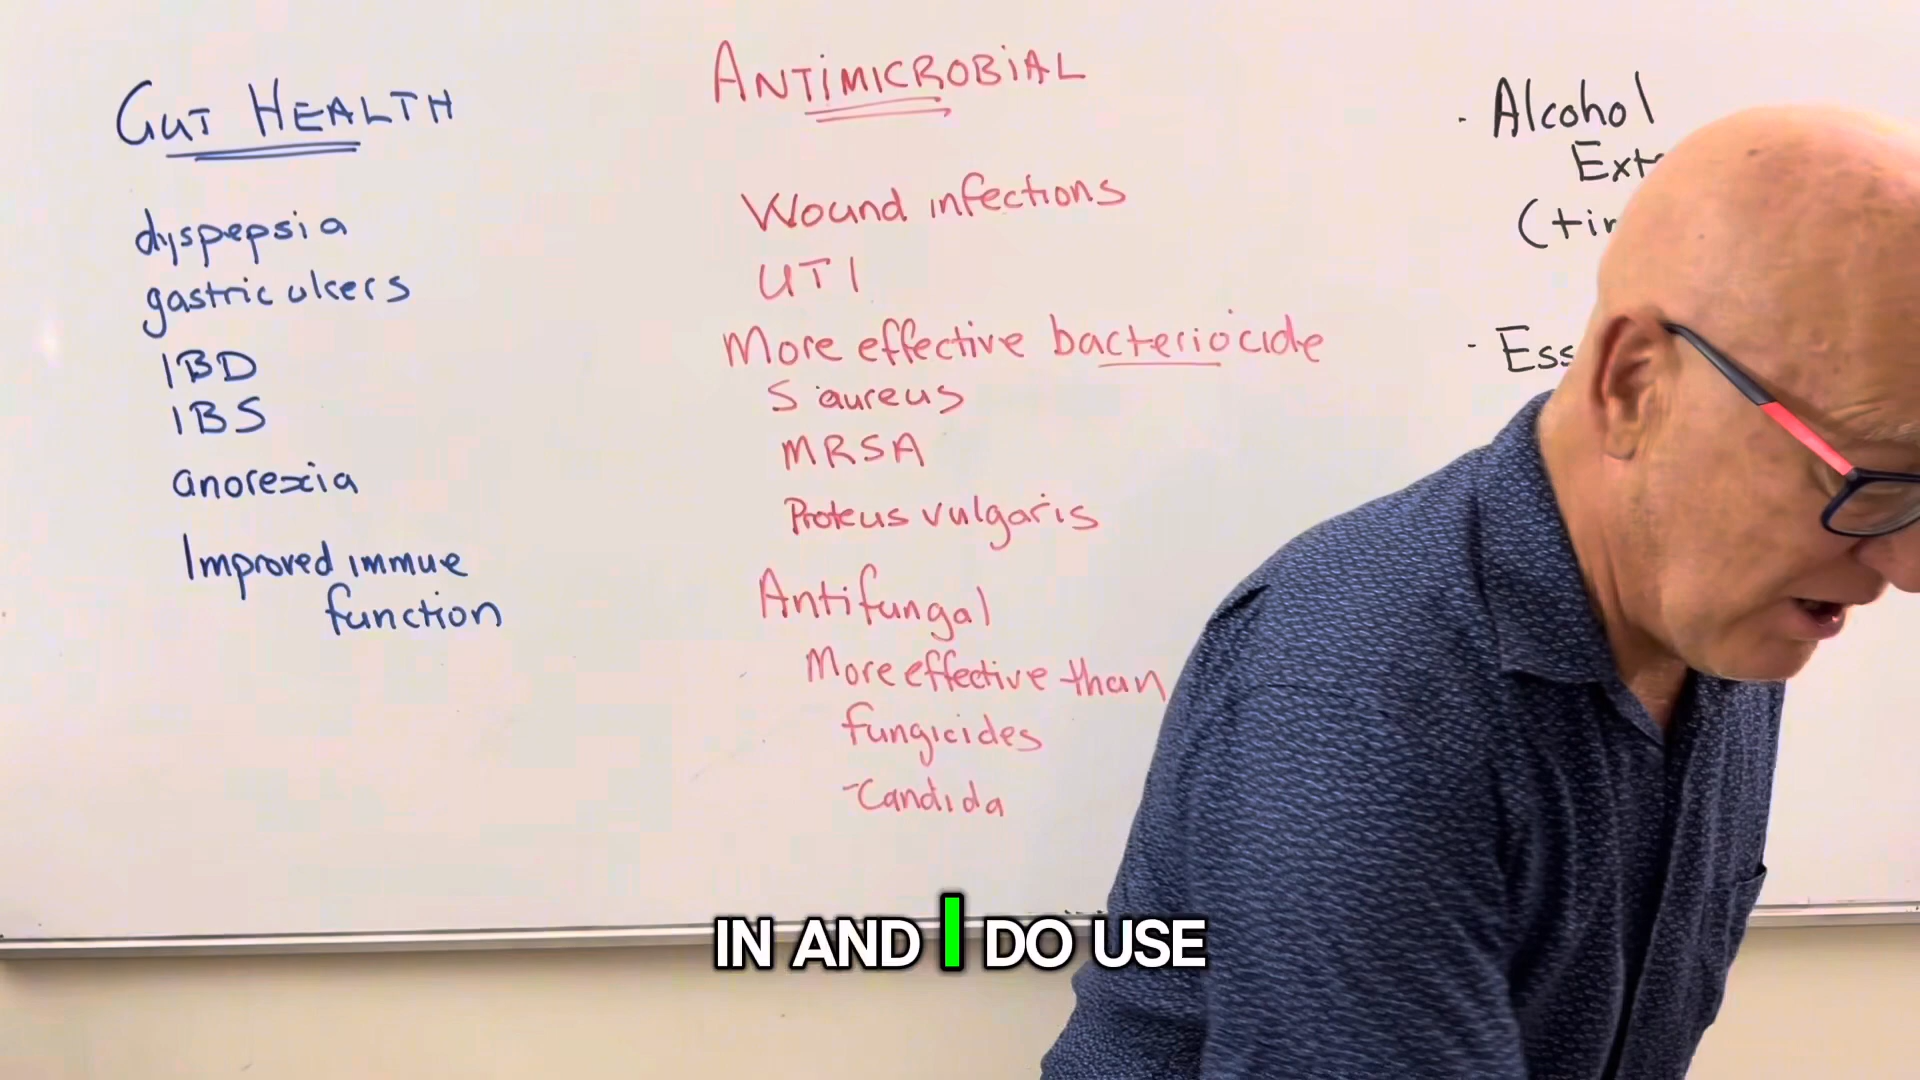 GUT HEALTH
dyspepsia
gastric ulcers
IBD
IBS
anorexia
Improved immue
function
ANTIMICROBIAL
Wound infections
UTI
More effective bacteriocide
S aureus
MRSA
Proteus vulgaris
Antifungal
More effective than
fungicides
-Candida
- Alcohol
IN AND I DO USE